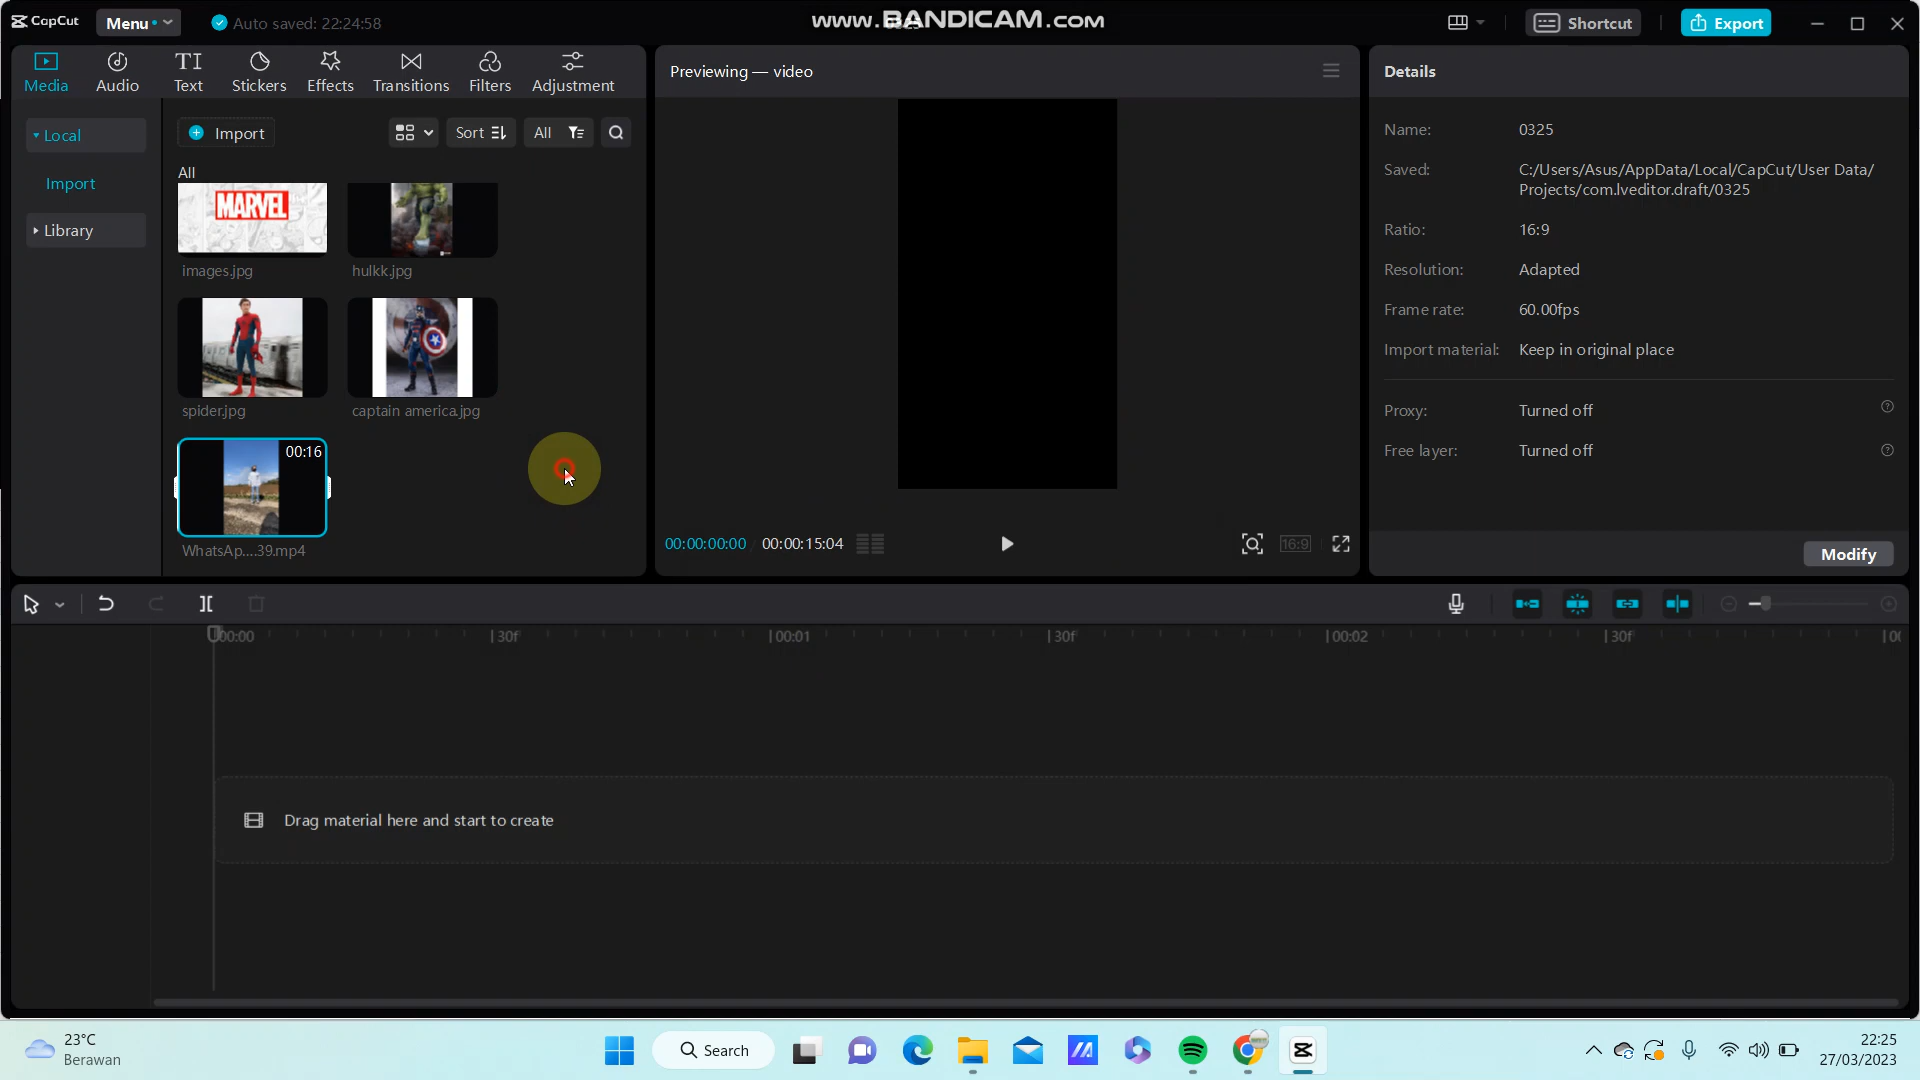 CapCut
Menu
Auto saved: 22:24:58
www.BANDICAM.com
Shortcut
Export
Media
Audio
Text
Stickers
Effects
Transitions
Filters
Adjustment
Local
Import
Library
Import
Sort
All
All
MARVEL
images.jpg
hulkk.jpg
spider.jpg
captain america.jpg
00:16
WhatsAp....39.mp4
Previewing — video
00:00:00:00
00:00:15:04
16:9
Details
Name:
0325
Saved:
C:/Users/Asus/AppData/Local/CapCut/User Data/
Projects/com.lveditor.draft/0325
Ratio:
16:9
Resolution:
Adapted
Frame rate:
60.00fps
Import material:
Keep in original place
Proxy:
Turned off
Free layer:
Turned off
Modify
00:00
30f
00:01
30f
00:02
30f
Drag material here and start to create
23°C
Berawan
Search
22:25
27/03/2023